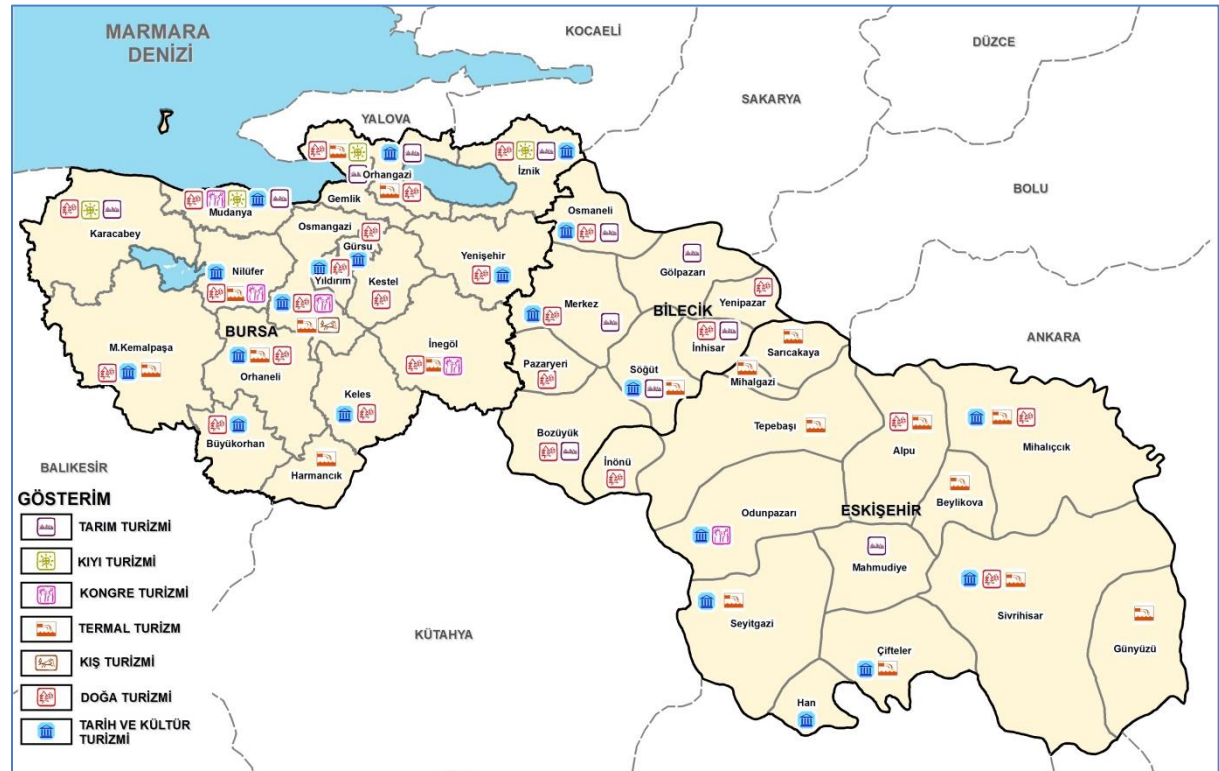 MARMARA
DENİZİ
KOCAELİ
DÜZCE
SAKARYA
YALOVA
BOLU
İznik
Orhangazi
Gemlik
Mudanya
Karacabey
Osmaneli
Osmangazi
Gürsu
Gölpazarı
Yenişehir
Nilüfer
Yıldırım
Kestel
Yenipazar
Merkez
BİLECİK
BURSA
ANKARA
İnhisar
Sarıcakaya
M.Kemalpaşa
İnegöl
Pazaryeri
Söğüt
Mihalgazi
Orhaneli
Keles
Tepebaşı
Alpu
Mihalıçcık
Bozüyük
Büyükorhan
BALIKESİR
Harmancık
İnönü
Beylikova
ESKİŞEHİR
Odunpazarı
Mahmudiye
Sivrihisar
Seyitgazi
KÜTAHYA
Günyüzü
Çifteler
Han
GÖSTERİM
TARIM TURİZMİ
KIYI TURİZMİ
KONGRE TURİZMİ
TERMAL TURİZM
KIŞ TURİZMİ
DOĞA TURİZMİ
TARİH VE KÜLTÜR
TURİZMİ